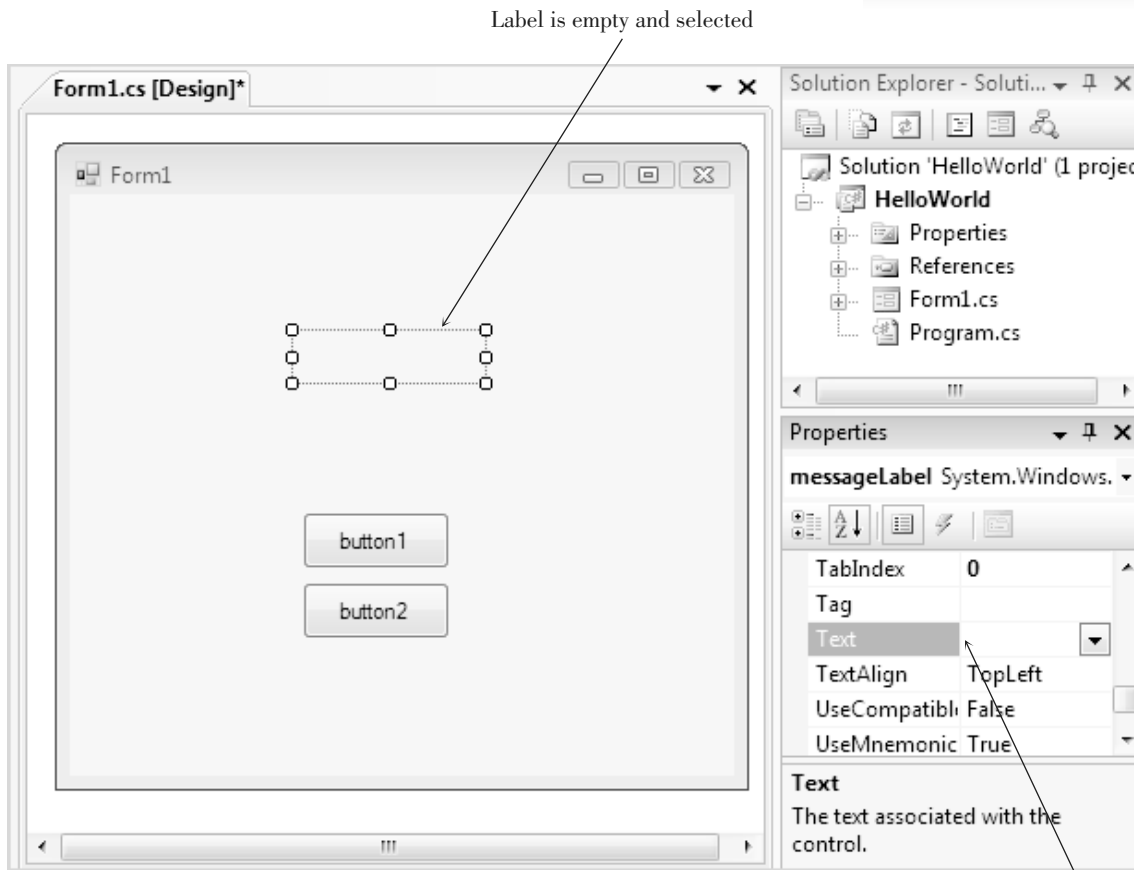 Label is empty and selected
Form1.cs [Design]*
Form1
button1
button2
Solution Explorer - Soluti...
Solution 'HelloWorld' (1 projec
HelloWorld
Properties
References
Form1.cs
Program.cs
Properties
messageLabel System.Windows.
TabIndex 0
Tag
Text
TextAlign TopLeft
UseCompatibl False
UseMnemonic True
Text
The text associated with the
control.